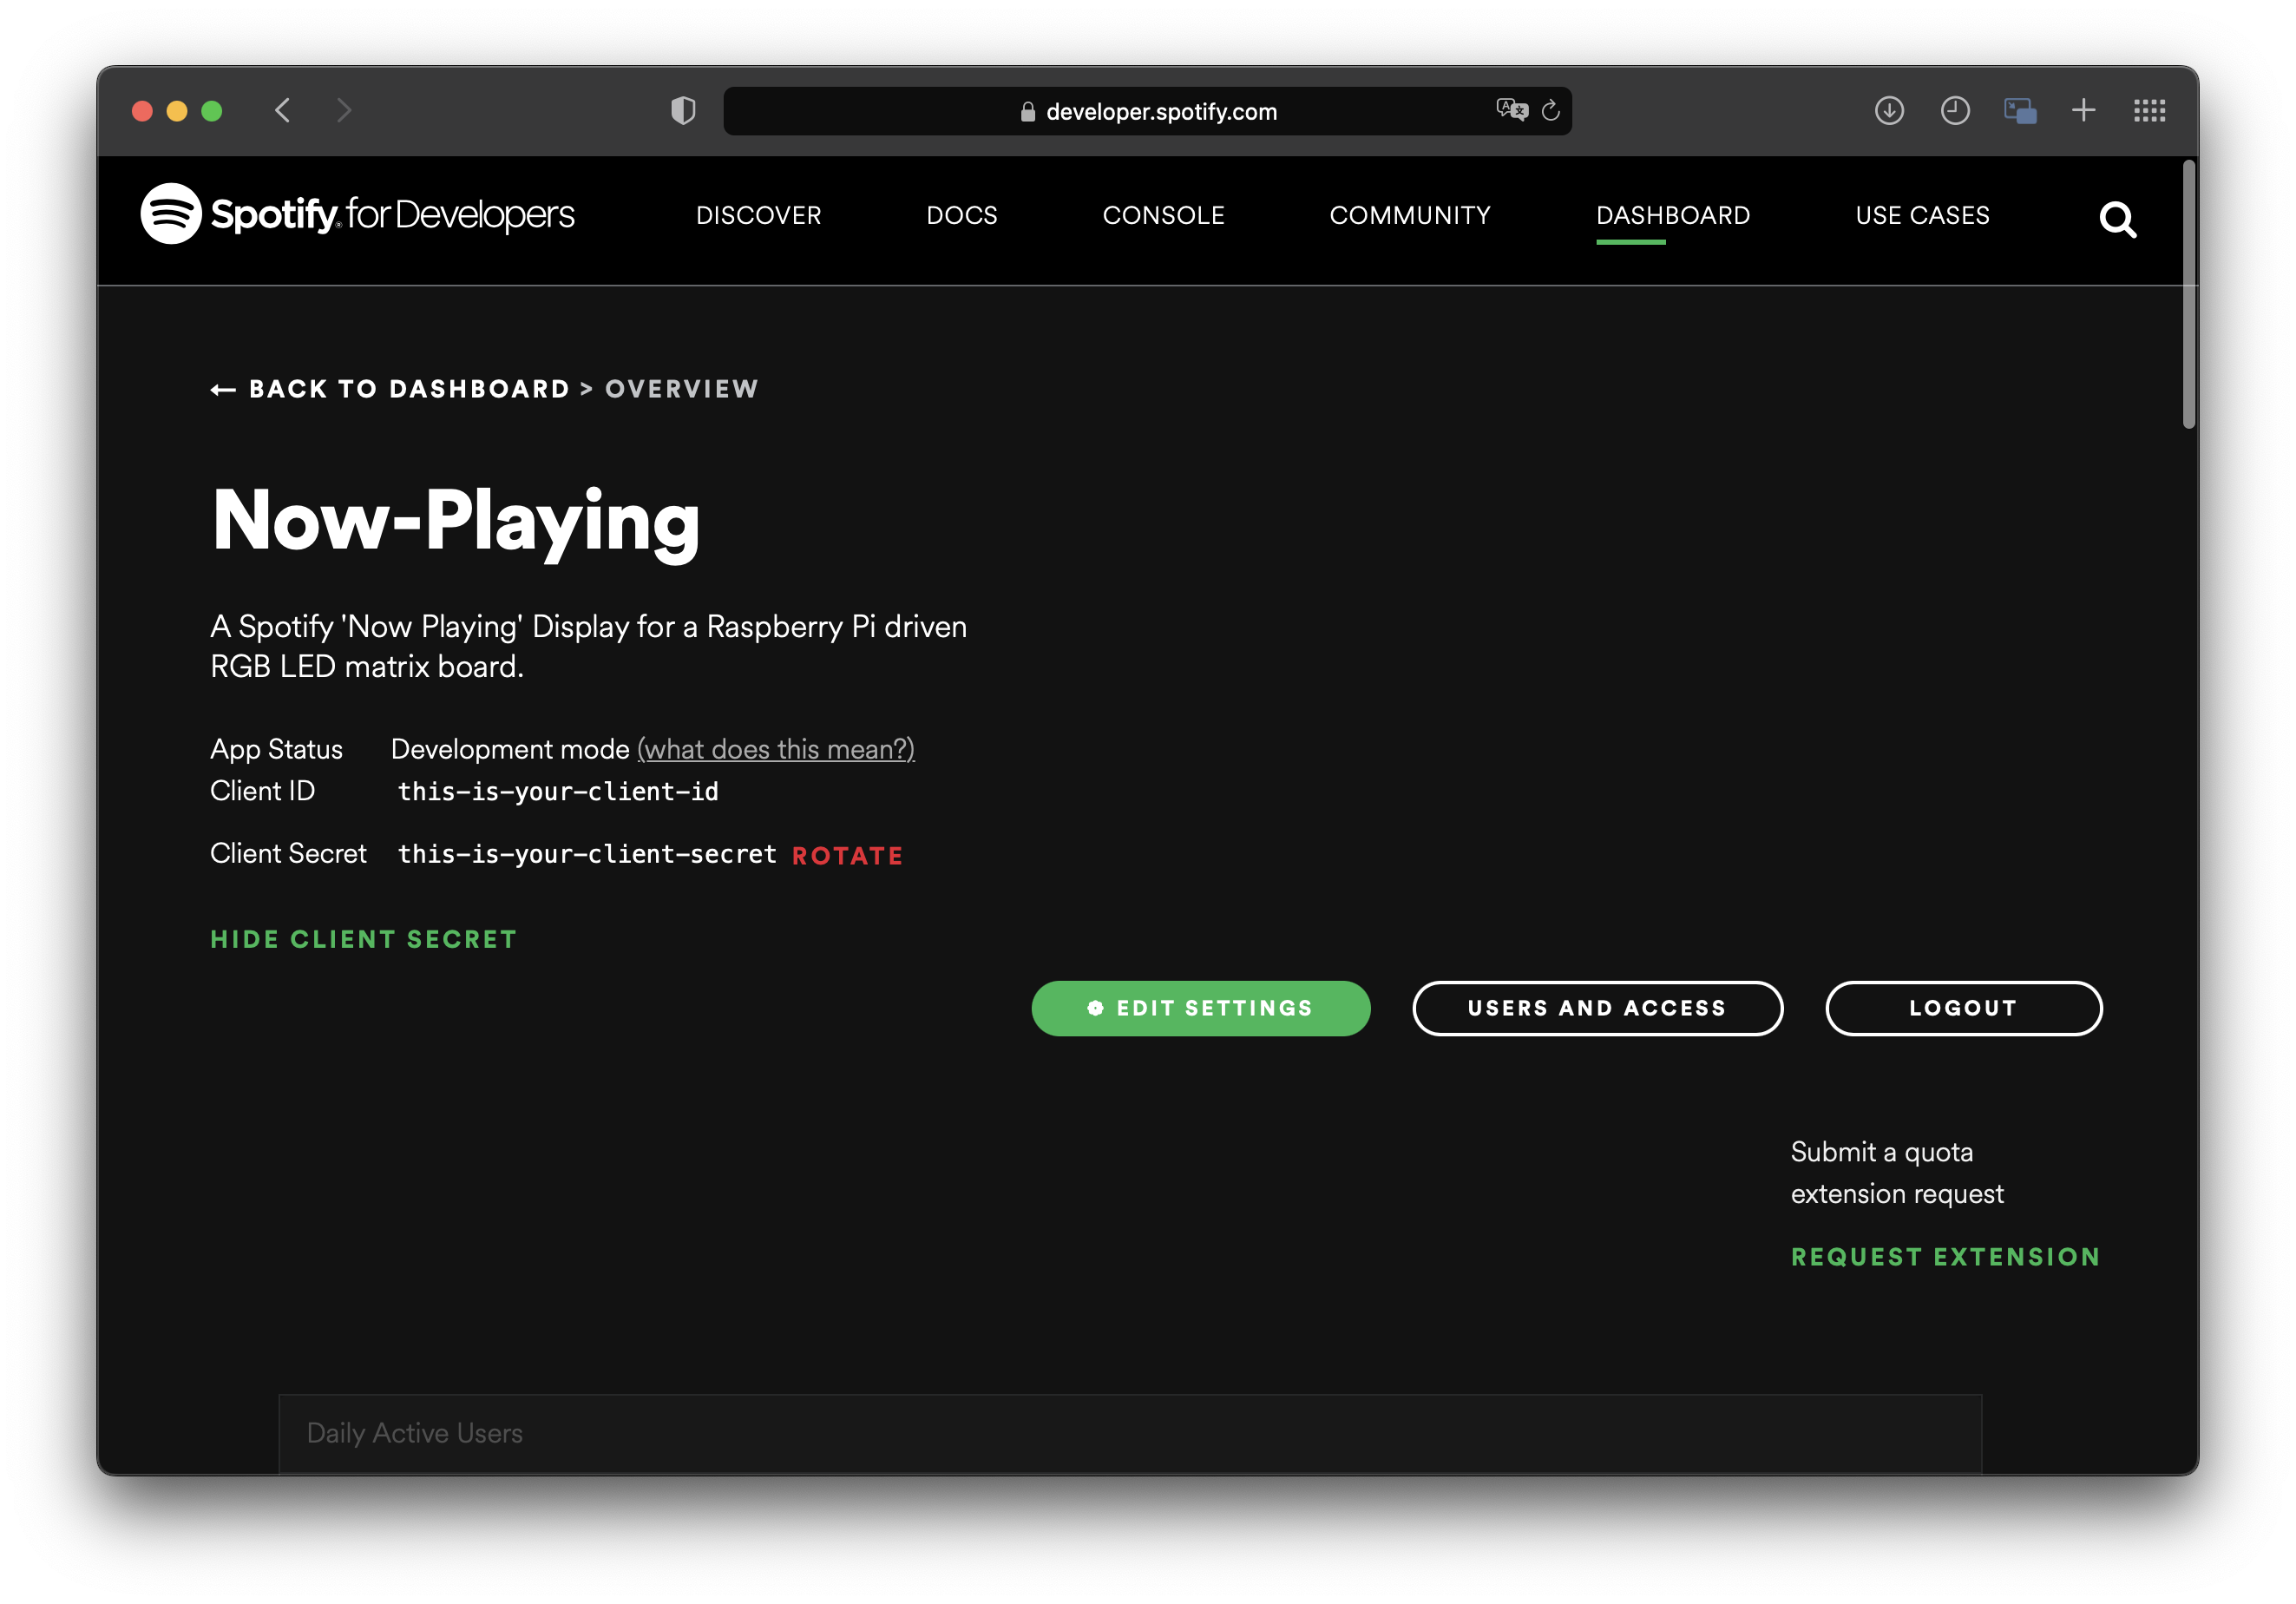 developer.spotify.com
Spotify for Developers DISCOVER DOCS CONSOLE COMMUNITY DASHBOARD USE CASES
← BACK TO DASHBOARD > OVERVIEW
Now-Playing
A Spotify 'Now Playing' Display for a Raspberry Pi driven
RGB LED matrix board.
App Status Development mode (what does this mean?)
Client ID this-is-your-client-id
Client Secret this-is-your-client-secret ROTATE
HIDE CLIENT SECRET
EDIT SETTINGS USERS AND ACCESS LOGOUT
Submit a quota
extension request
REQUEST EXTENSION
Daily Active Users